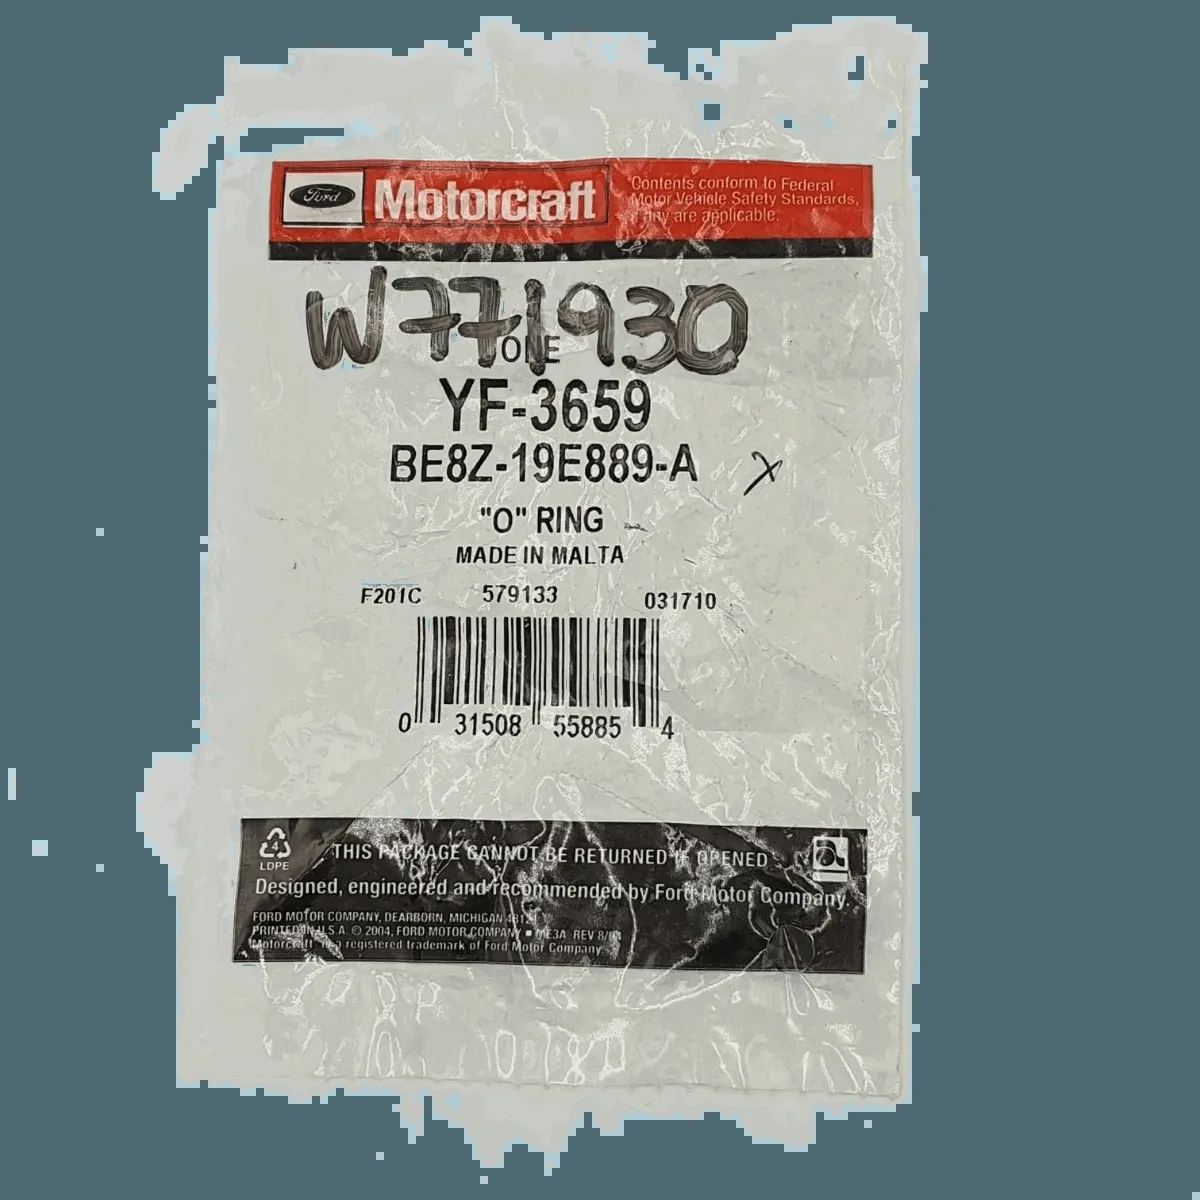 Ford Motorcraft
Contents conform to Federal
Motor Vehicle Safety Standards,
if any are applicable.
W771930
ONE
YF-3659
BE8Z-19E889-A X
"O" RING
MADE IN MALTA
F201C 579133 031710
0 31508 55885 4
4
LDPE
THIS PACKAGE CANNOT BE RETURNED IF OPENED
Designed, engineered and recommended by Ford Motor Company.
FORD MOTOR COMPANY, DEARBORN, MICHIGAN 48121
PRINTED IN U.S.A. © 2004, FORD MOTOR COMPANY • ME3A REV
Motorcraft is a registered trademark of Ford Motor Company